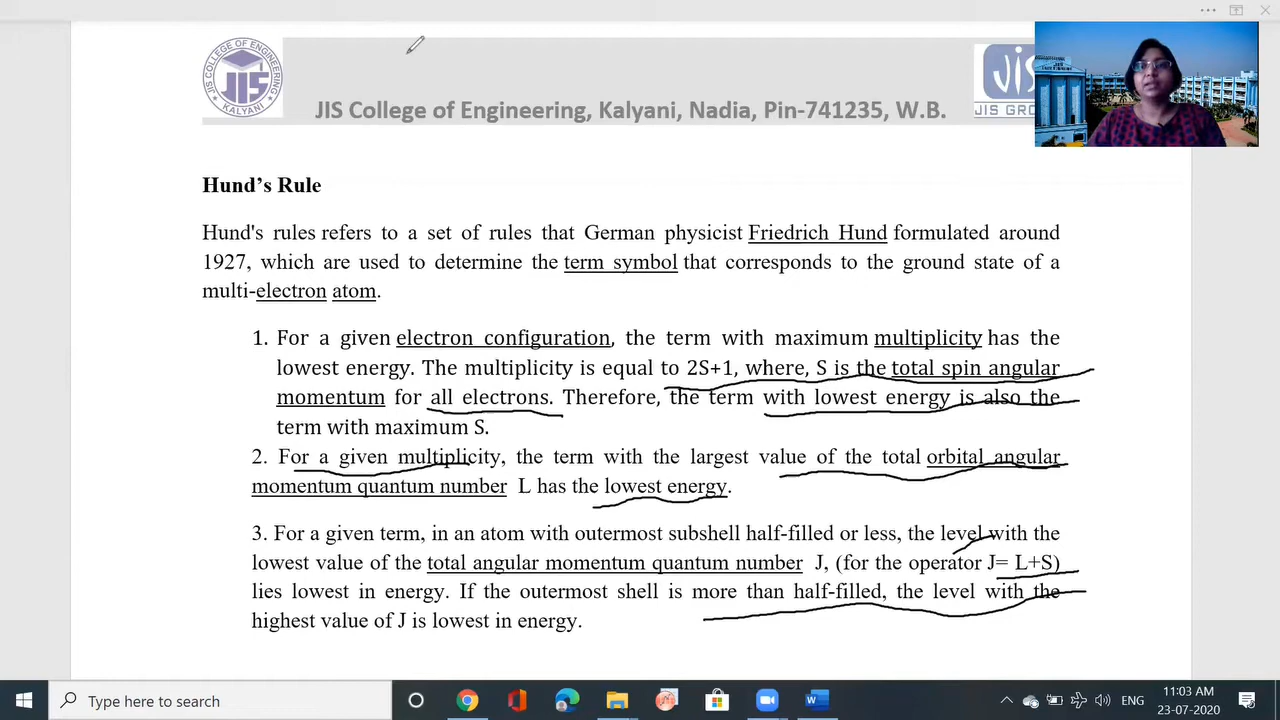 JIS COLLEGE OF ENGINEERING
JIS
KALYANI
JIS College of Engineering, Kalyani, Nadia, Pin-741235, W.B.
JIS
JIS GRO
Hund’s Rule
Hund's rules refers to a set of rules that German physicist Friedrich Hund formulated around
1927, which are used to determine the term symbol that corresponds to the ground state of a
multi-electron atom.
1. For a given electron configuration, the term with maximum multiplicity has the
lowest energy. The multiplicity is equal to 2S+1, where, S is the total spin angular
momentum for all electrons. Therefore, the term with lowest energy is also the
term with maximum S.
2. For a given multiplicity, the term with the largest value of the total orbital angular
momentum quantum number L has the lowest energy.
3. For a given term, in an atom with outermost subshell half-filled or less, the level with the
lowest value of the total angular momentum quantum number J, (for the operator J= L+S)
lies lowest in energy. If the outermost shell is more than half-filled, the level with the
highest value of J is lowest in energy.
Type here to search
ENG
11:03 AM
23-07-2020